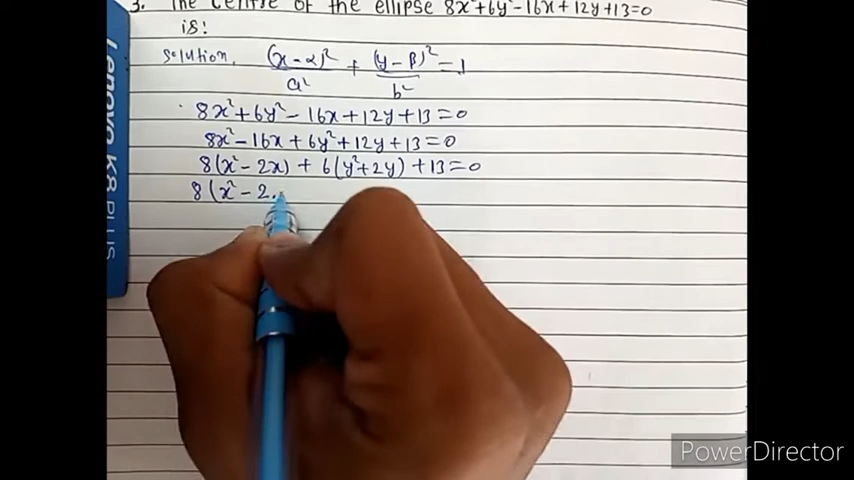 3. The centre of the ellipse 8x²+6y²-16x+12y+13=0
is:
Solution, (x-α)²/a² + (y-β)²/b² = 1
8x²+6y²-16x+12y+13=0
8x²-16x+6y²+12y+13=0
8(x²-2x)+6(y²+2y)+13=0
8(x²-2.
Lenovo K8 PLUS
PowerDirector